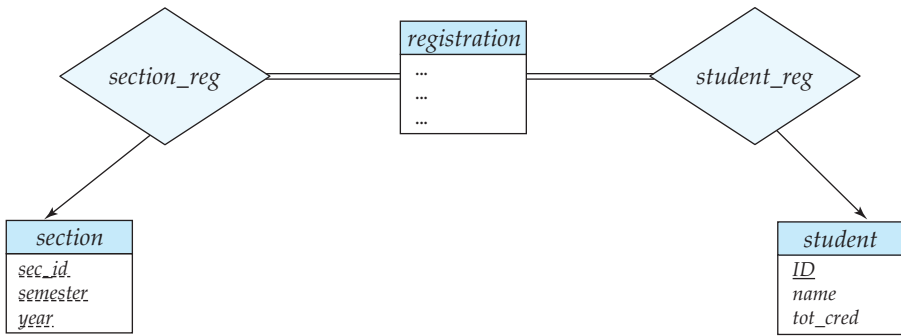 section_reg
registration
...
...
...
student_reg
section
sec_id
semester
year
student
ID
name
tot_cred